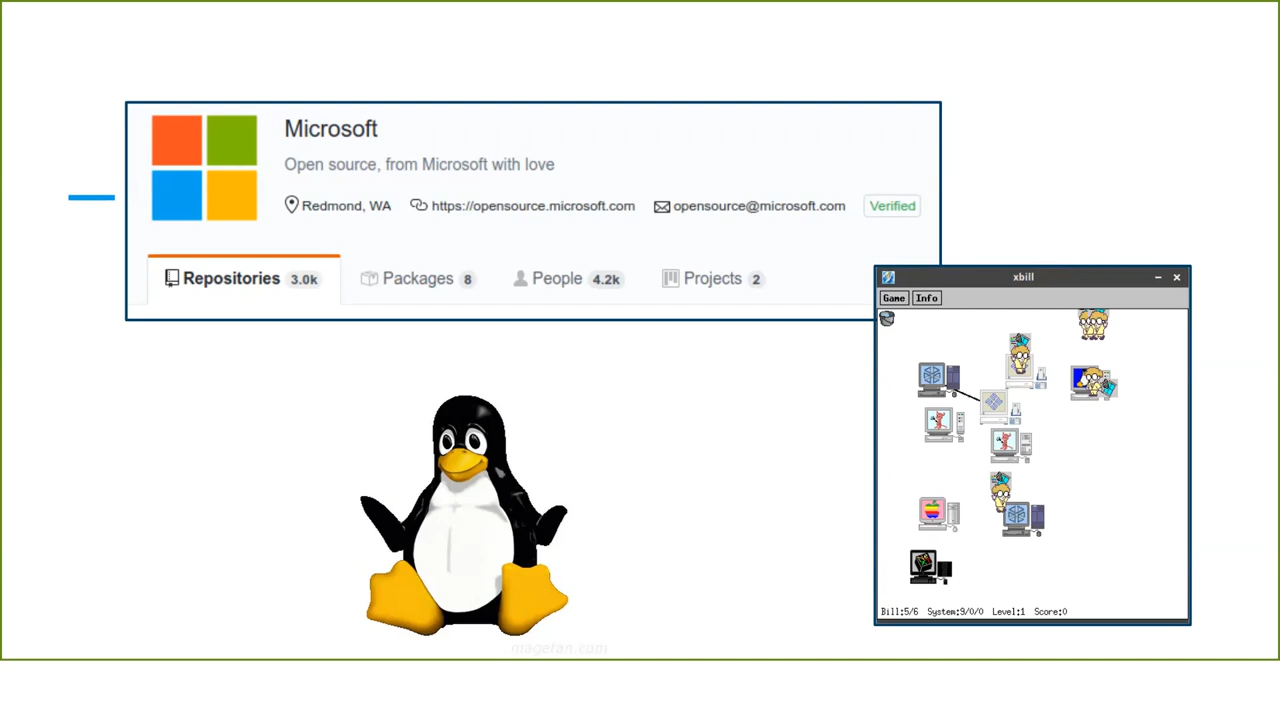 Microsoft
Open source, from Microsoft with love
Redmond, WA https://opensource.microsoft.com opensource@microsoft.com Verified
Repositories 3.0k Packages 8 People 4.2k Projects 2
xbill
Game Info
Bill:5/6 System:9/0/0 Level:1 Score:0
magetan.com